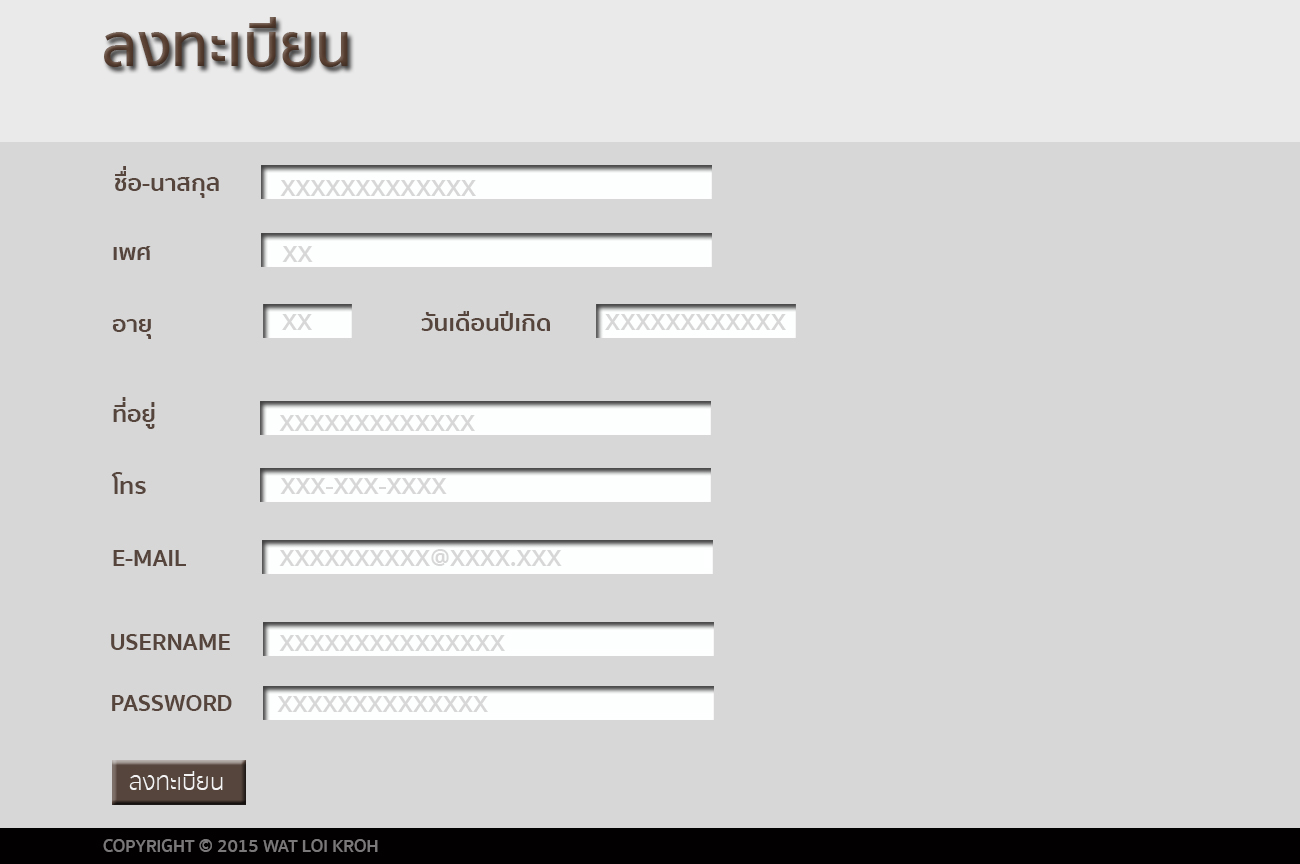 ลงทะเบียน
ชื่อ-นาสกุล XXXXXXXXXXXXX
เพศ XX
อายุ XX วันเดือนปีเกิด XXXXXXXXXXXX
ที่อยู่ XXXXXXXXXXXXX
โทร XXX-XXX-XXXX
E-MAIL XXXXXXXXXX@XXXX.XXX
USERNAME XXXXXXXXXXXXXXX
PASSWORD XXXXXXXXXXXXXX
ลงทะเบียน
COPYRIGHT © 2015 WAT LOI KROH